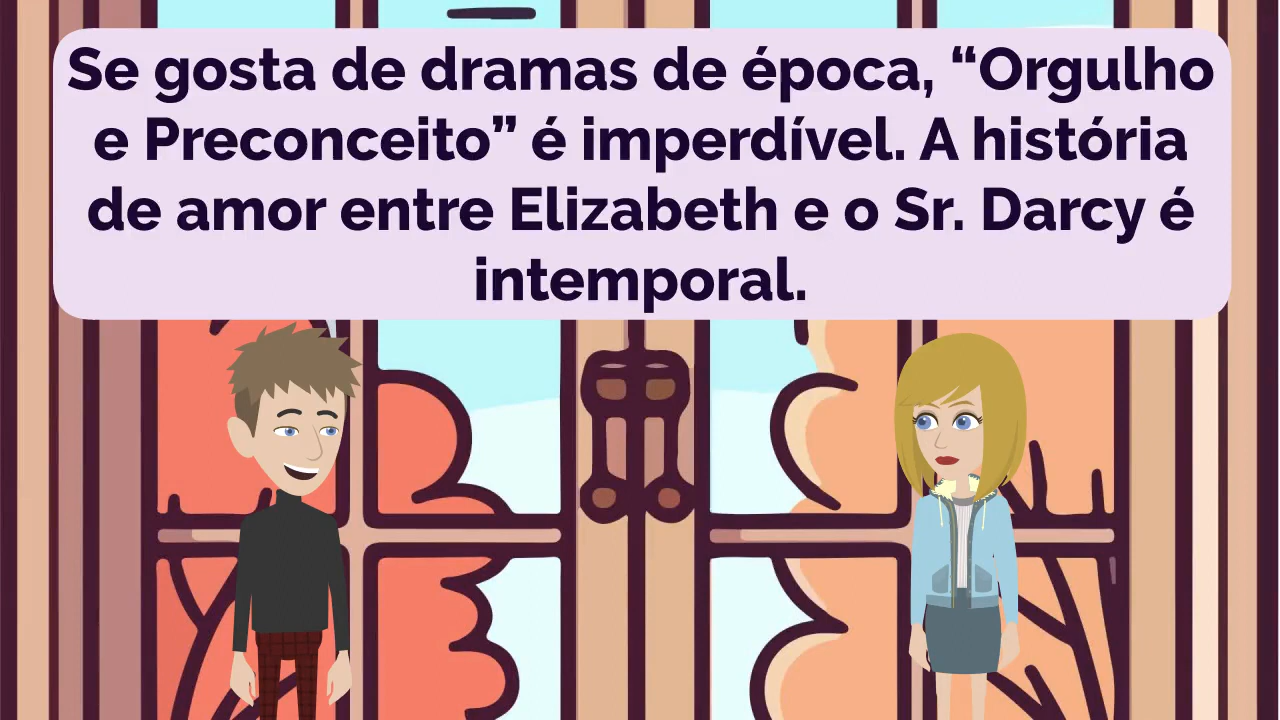 Se gosta de dramas de época, “Orgulho
e Preconceito” é imperdível. A história
de amor entre Elizabeth e o Sr. Darcy é
intemporal.